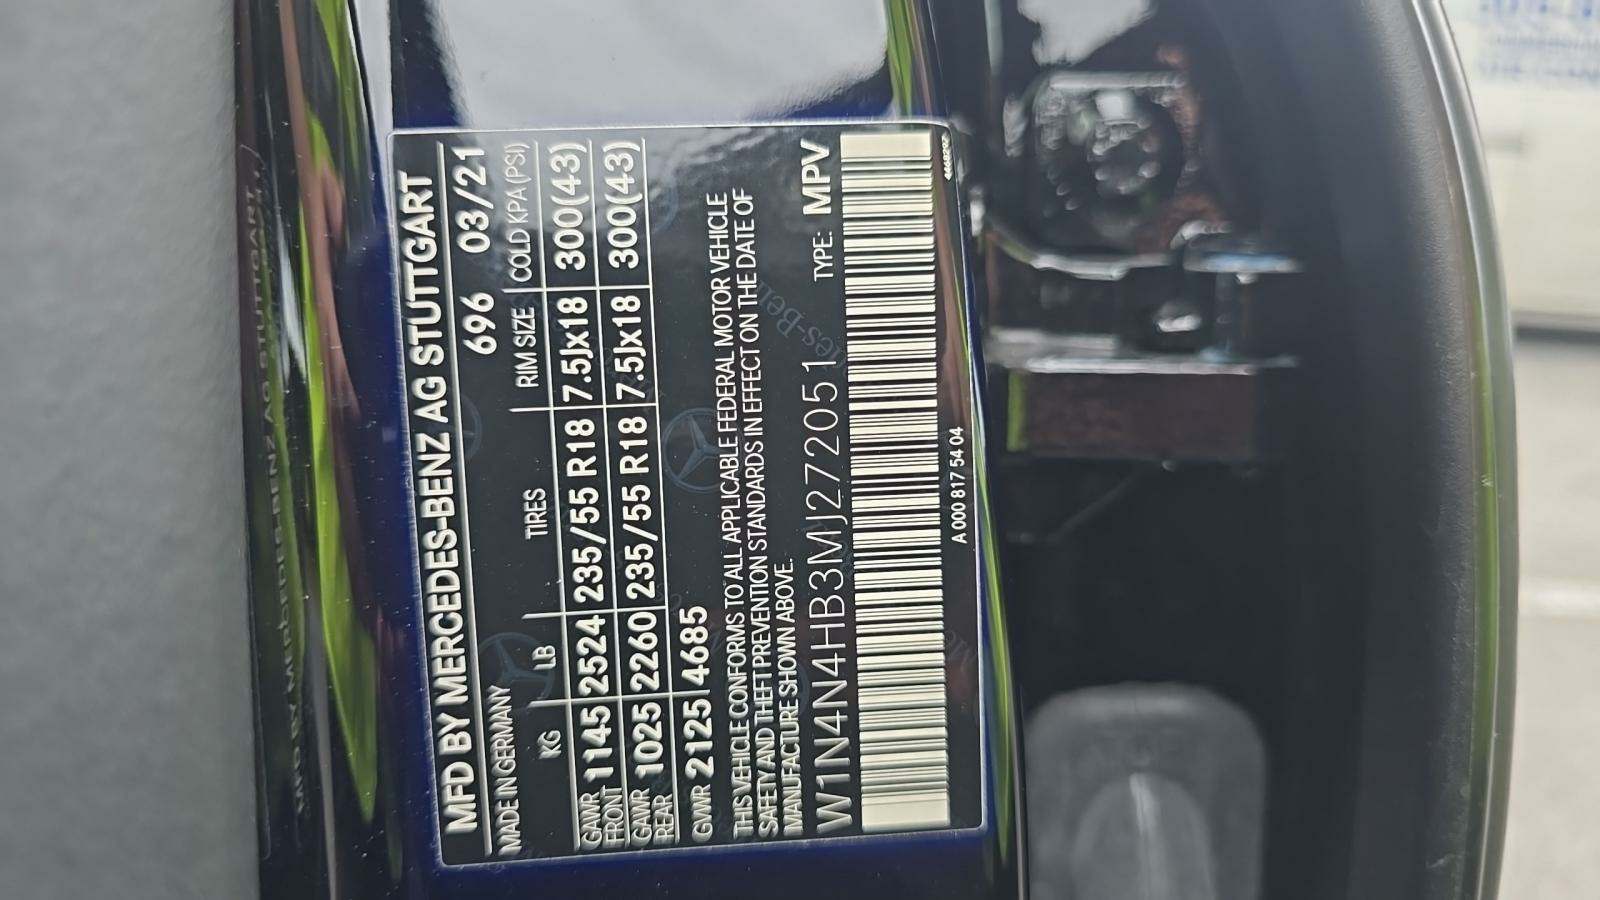 MFD BY MERCEDES-BENZ AG STUTTGART
MADE IN GERMANY 696 03/21
KG LB TIRES RIM SIZE COLD KPA (PSI)
GAWR FRONT 1145 2524 235/55 R18 7.5Jx18 300(43)
GAWR REAR 1025 2260 235/55 R18 7.5Jx18 300(43)
GVWR 2125 4685
THIS VEHICLE CONFORMS TO ALL APPLICABLE FEDERAL MOTOR VEHICLE
SAFETY AND THEFT PREVENTION STANDARDS IN EFFECT ON THE DATE OF
MANUFACTURE SHOWN ABOVE.
W1N4N4HB3MJ272051 TYPE: MPV
A 000 817 54 04